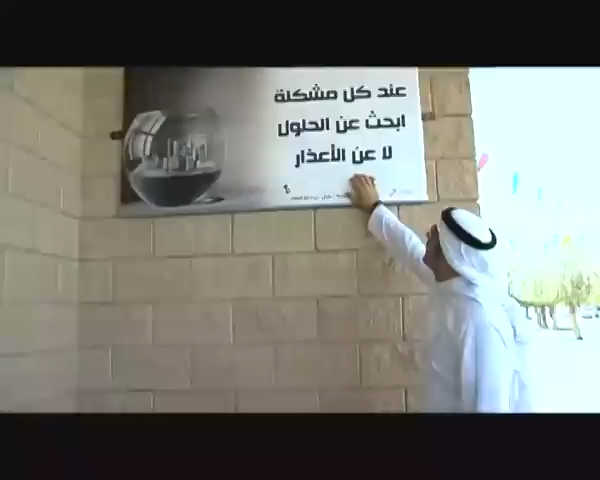 عند كل مشكلة
ابحث عن الحلول
لا عن الأعذار